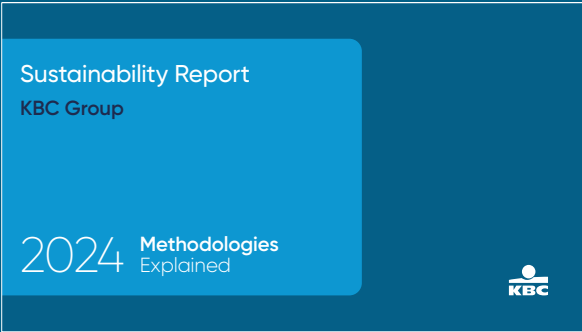 Sustainability Report
KBC Group
2024 Methodologies
Explained
KBC